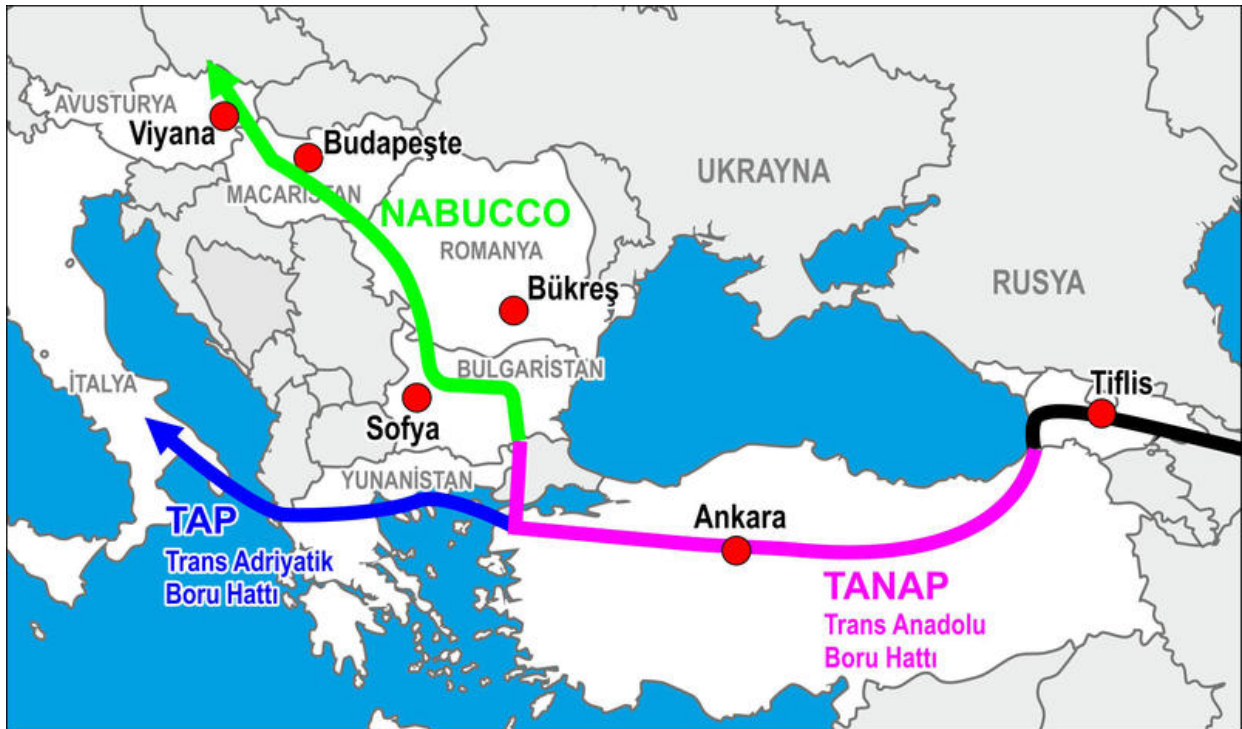 AVUSTURYA
Viyana
Budapeşte
MACARİSTAN
UKRAYNA
NABUCCO
ROMANYA
RUSYA
Bükreş
İTALYA
BULGARİSTAN
Tiflis
Sofya
YUNANİSTAN
TAP
Trans Adriyatik
Boru Hattı
Ankara
TANAP
Trans Anadolu
Boru Hattı